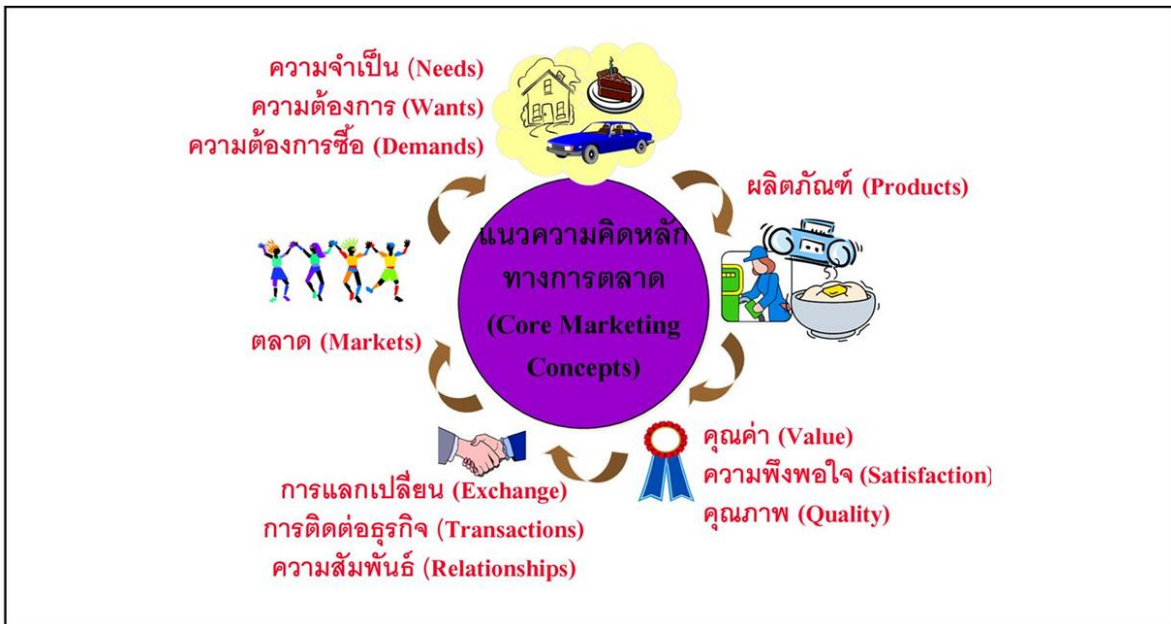 ความจำเป็น (Needs)
ความต้องการ (Wants)
ความต้องการซื้อ (Demands)
ผลิตภัณฑ์ (Products)
แนวความคิดหลัก
ทางการตลาด
(Core Marketing
Concepts)
ตลาด (Markets)
คุณค่า (Value)
ความพึงพอใจ (Satisfaction)
คุณภาพ (Quality)
การแลกเปลี่ยน (Exchange)
การติดต่อธุรกิจ (Transactions)
ความสัมพันธ์ (Relationships)